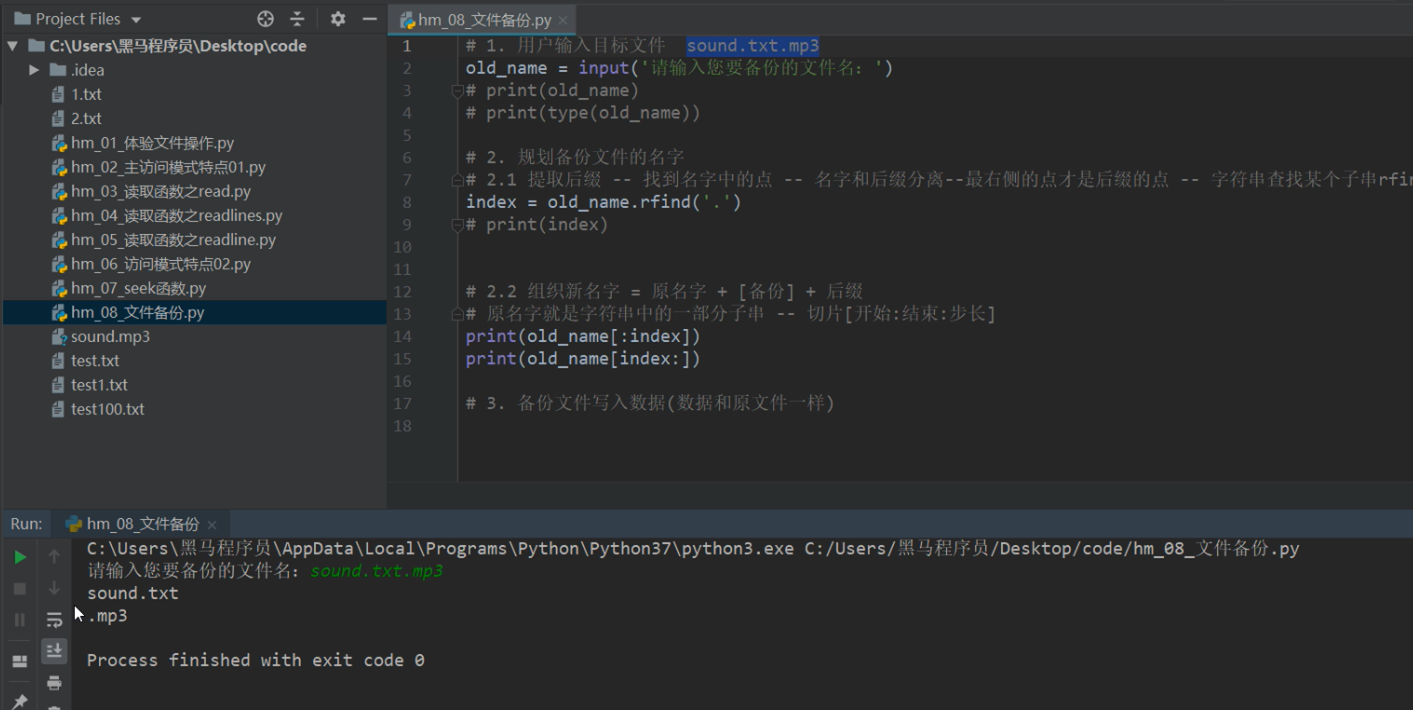 Project Files
C:\Users\黑马程序员\Desktop\code
.idea
1.txt
2.txt
hm_01_体验文件操作.py
hm_02_主访问模式特点01.py
hm_03_读取函数之read.py
hm_04_读取函数之readlines.py
hm_05_读取函数之readline.py
hm_06_访问模式特点02.py
hm_07_seek函数.py
hm_08_文件备份.py
sound.mp3
test.txt
test1.txt
test100.txt
hm_08_文件备份.py
1 # 1. 用户输入目标文件  sound.txt.mp3
2 old_name = input('请输入您要备份的文件名：')
3 # print(old_name)
4 # print(type(old_name))
5
6 # 2. 规划备份文件的名字
7 # 2.1 提取后缀 -- 找到名字中的点 -- 名字和后缀分离--最右侧的点才是后缀的点 -- 字符串查找某个子串rfin
8 index = old_name.rfind('.')
9 # print(index)
10
11
12 # 2.2 组织新名字 = 原名字 + [备份] + 后缀
13 # 原名字就是字符串中的一部分子串 -- 切片[开始:结束:步长]
14 print(old_name[:index])
15 print(old_name[index:])
16
17 # 3. 备份文件写入数据(数据和原文件一样)
18
Run: hm_08_文件备份
C:\Users\黑马程序员\AppData\Local\Programs\Python\Python37\python3.exe C:/Users/黑马程序员/Desktop/code/hm_08_文件备份.py
请输入您要备份的文件名：sound.txt.mp3
sound.txt
.mp3
Process finished with exit code 0